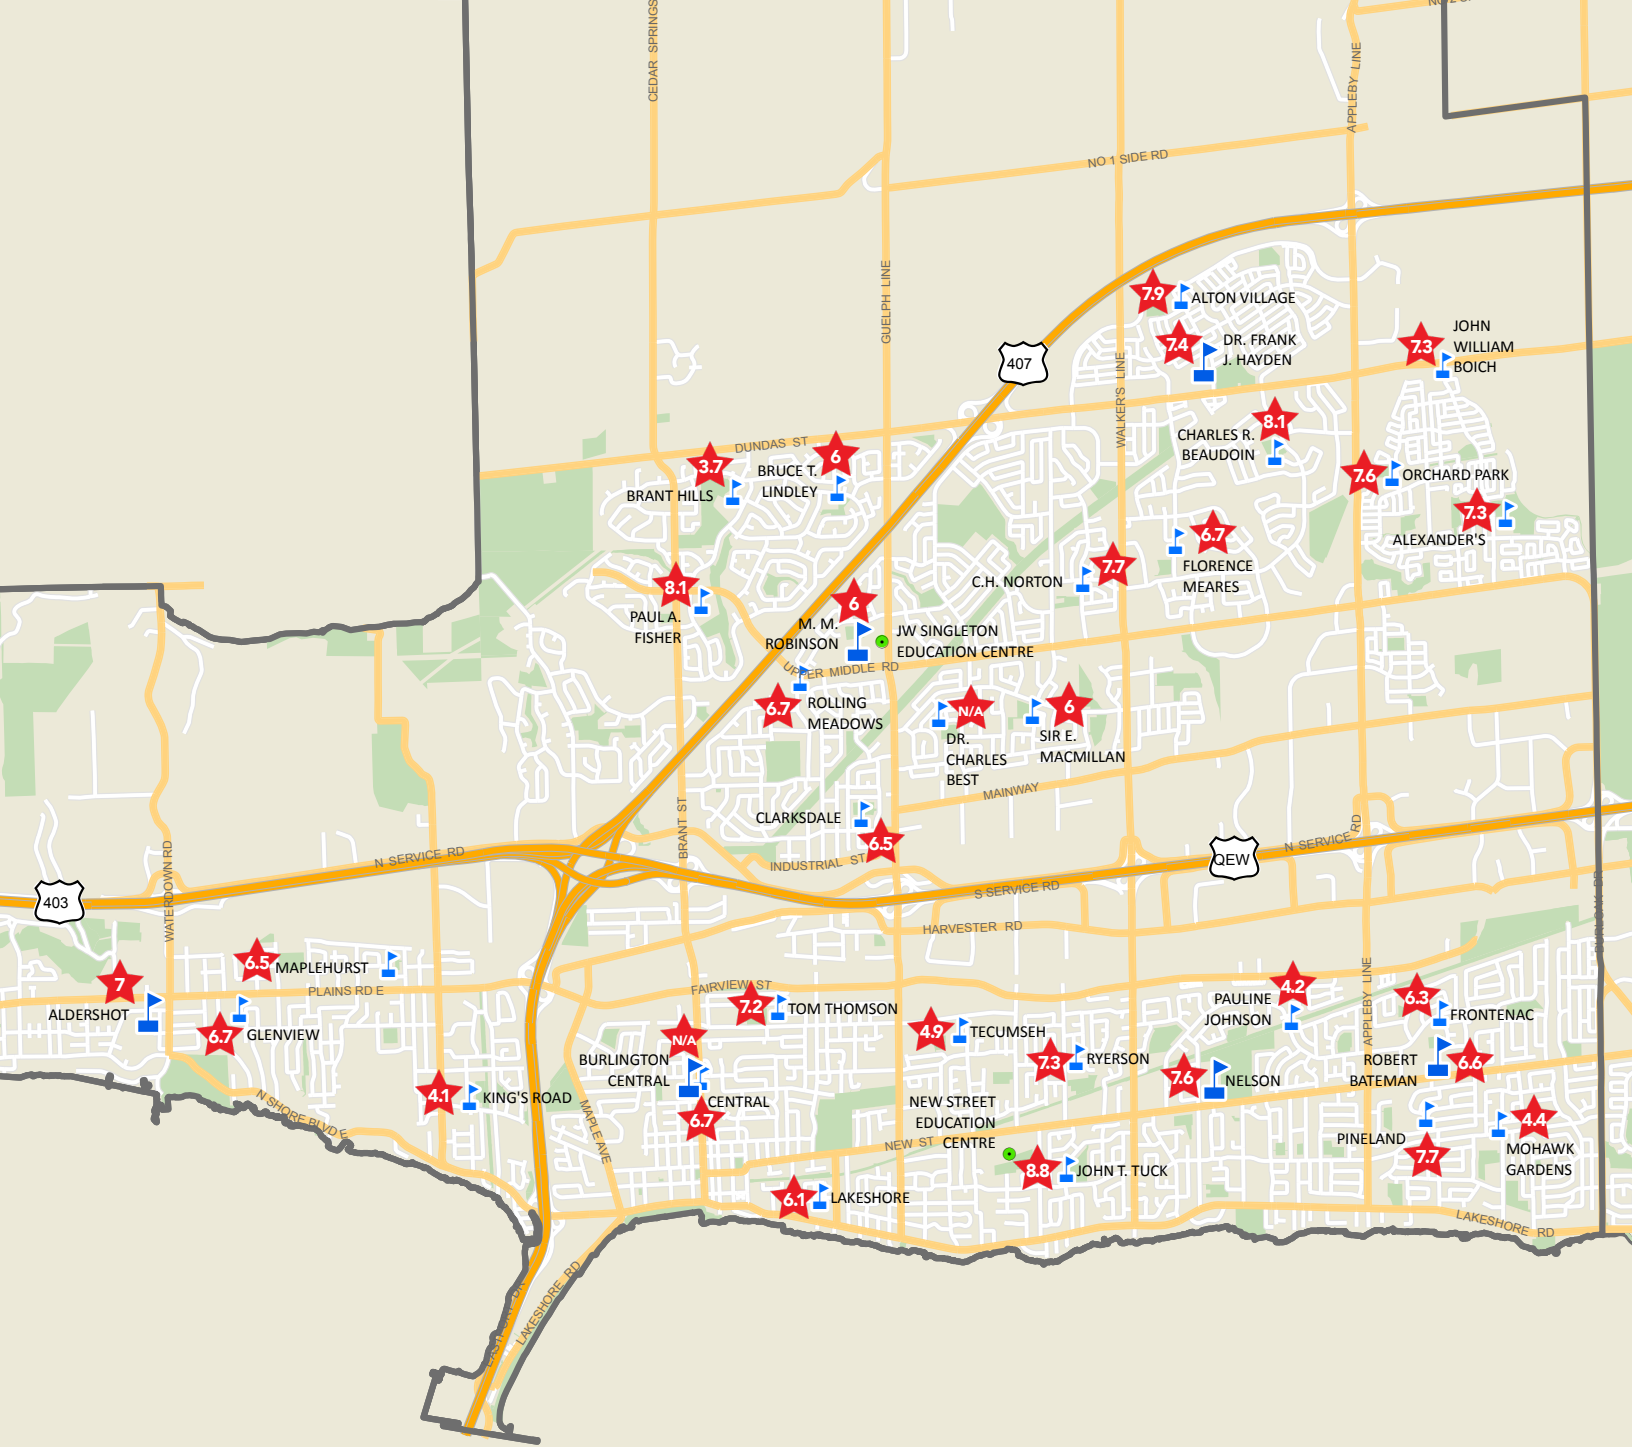 NO 2 S
CEDAR SPRINGS
APPLEBY LINE
NO 1 SIDE RD
GUELPH LINE
7.9
ALTON VILLAGE
7.4
DR. FRANK
J. HAYDEN
JOHN
WILLIAM
BOICH
7.3
407
WALKER'S LINE
8.1
CHARLES R.
BEAUDOIN
DUNDAS ST
3.7
BRANT HILLS
6
BRUCE T.
LINDLEY
7.6
ORCHARD PARK
7.3
ALEXANDER'S
6.7
FLORENCE
MEARES
7.7
C.H. NORTON
8.1
PAUL A.
FISHER
6
M. M.
ROBINSON
JW SINGLETON
EDUCATION CENTRE
UPPER MIDDLE RD
6.7
ROLLING
MEADOWS
N/A
DR.
CHARLES
BEST
6
SIR E.
MACMILLAN
MAINWAY
BRANT ST
CLARKSDALE
6.5
INDUSTRIAL ST
N SERVICE RD
N SERVICE RD
QEW
S SERVICE RD
403
WATERDOWN RD
HARVESTER RD
BURLOAK DR
6.5
MAPLEHURST
7
ALDERSHOT
PLAINS RD E
6.7
GLENVIEW
FAIRVIEW ST
7.2
TOM THOMSON
N/A
BURLINGTON
CENTRAL
CENTRAL
6.7
4.9
TECUMSEH
7.3
RYERSON
4.2
PAULINE
JOHNSON
APPLEBY LINE
6.3
FRONTENAC
ROBERT
BATEMAN
6.6
7.6
NELSON
4.1
KING'S ROAD
N SHORE BLVD E
MAPLE AVE
NEW STREET
EDUCATION
CENTRE
NEW ST
8.8
JOHN T. TUCK
PINELAND
7.7
4.4
MOHAWK
GARDENS
6.1
LAKESHORE
LAKESHORE RD
EASTPORT DR
LAKESHORE RD